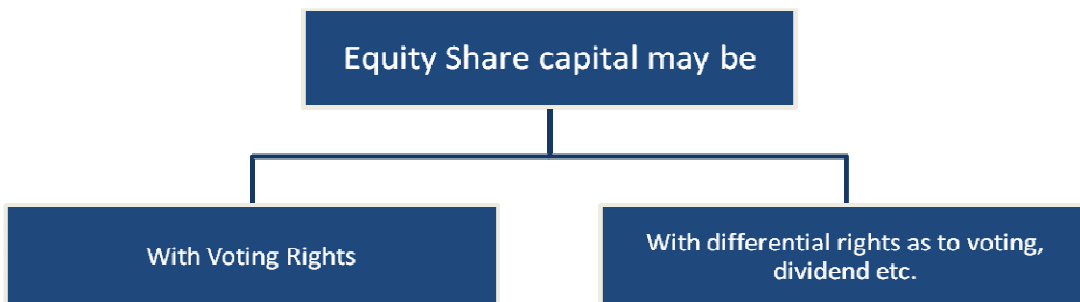 Equity Share capital may be
With Voting Rights
With differential rights as to voting,
dividend etc.